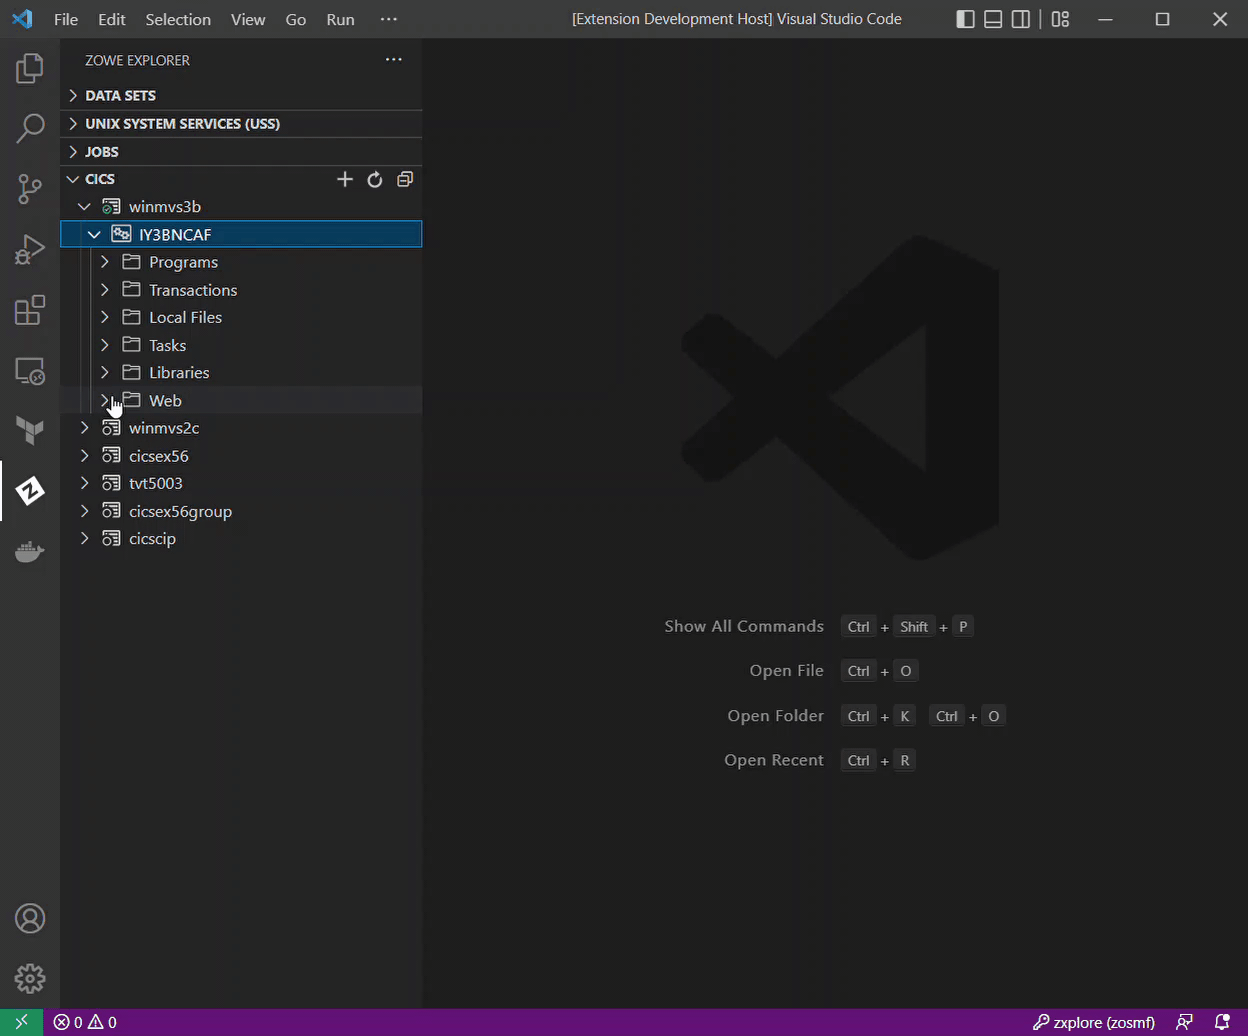 File Edit Selection View Go Run ··· [Extension Development Host] Visual Studio Code
ZOWE EXPLORER ···
DATA SETS
UNIX SYSTEM SERVICES (USS)
JOBS
CICS
winmvs3b
IY3BNCAF
Programs
Transactions
Local Files
Tasks
Libraries
Web
winmvs2c
cicsex56
tvt5003
cicsex56group
cicscip
Show All Commands Ctrl + Shift + P
Open File Ctrl + O
Open Folder Ctrl + K Ctrl + O
Open Recent Ctrl + R
0 0 zxplore (zosmf)